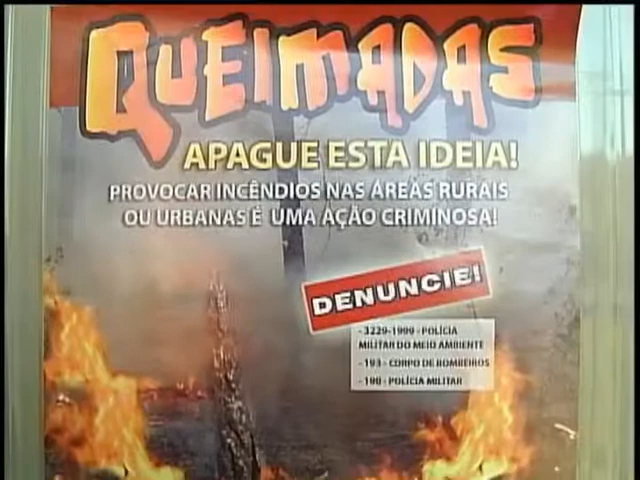 QUEIMADAS
APAGUE ESTA IDEIA!
PROVOCAR INCÊNDIOS NAS ÁREAS RURAIS
OU URBANAS É UMA AÇÃO CRIMINOSA!
DENUNCIE!
- 3229-1999 - POLÍCIA
MILITAR DO MEIO AMBIENTE
- 193 - CORPO DE BOMBEIROS
- 190 - POLÍCIA MILITAR